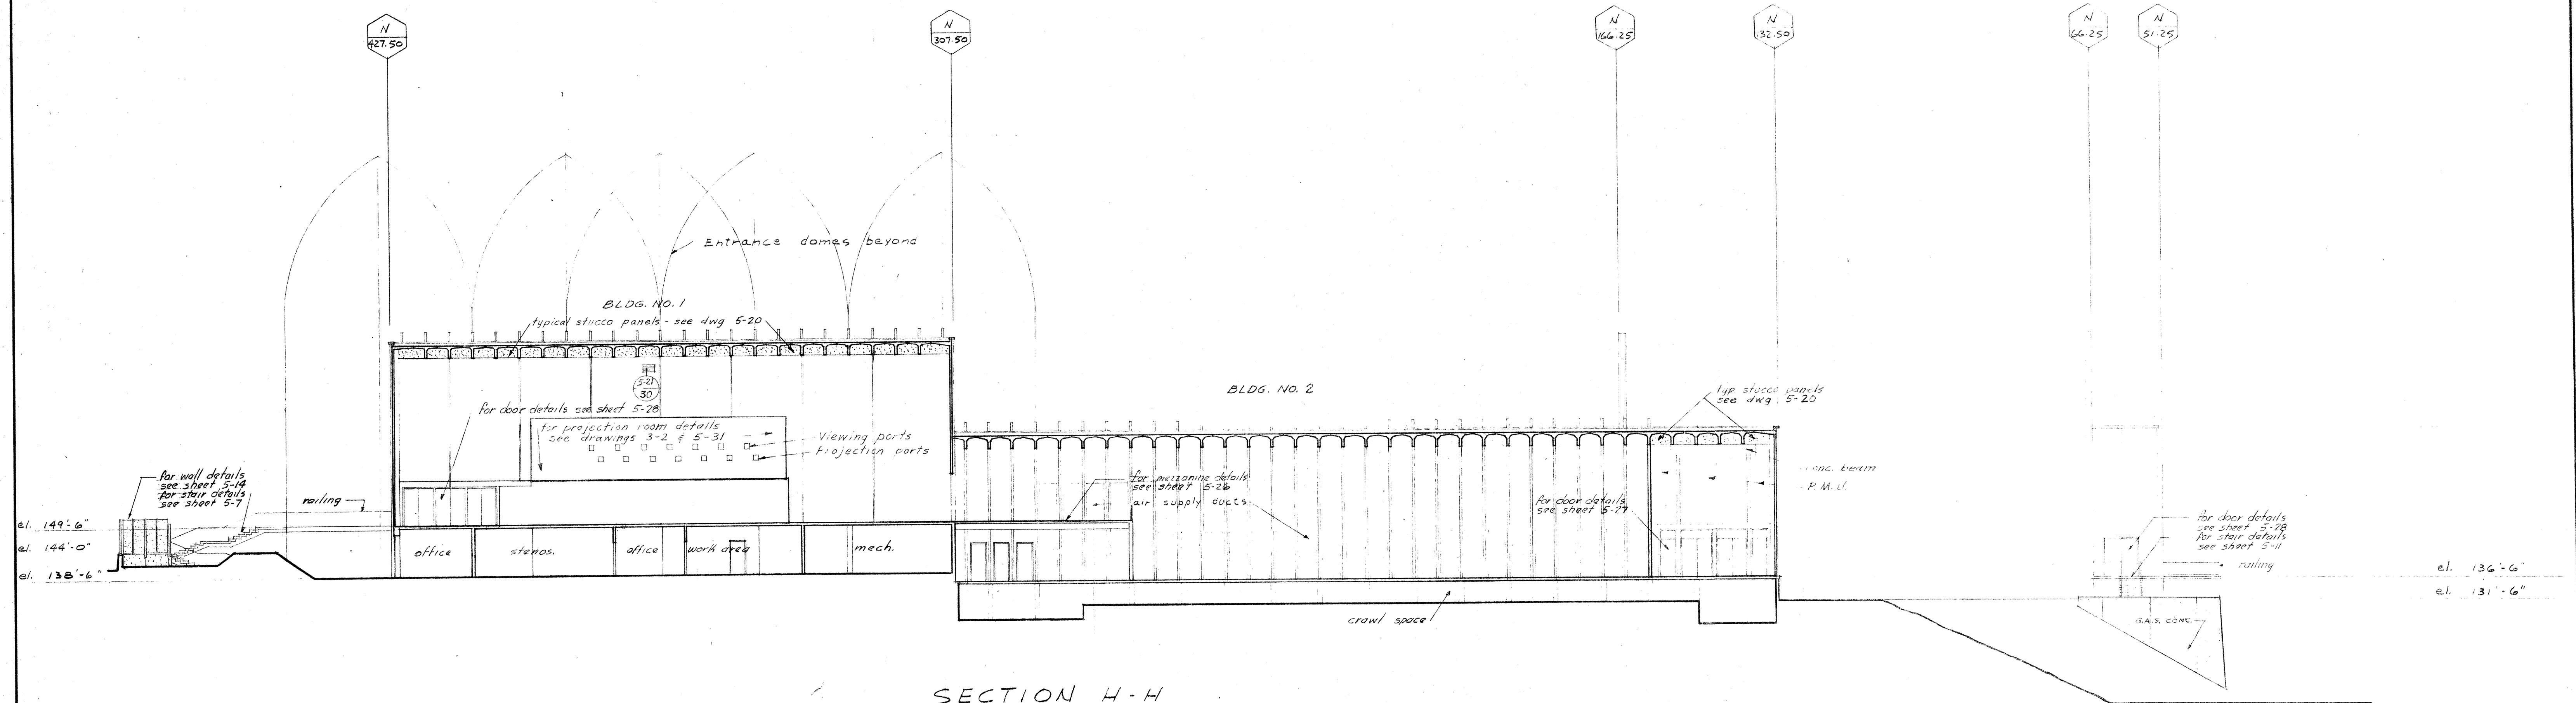 N
427.50
N
307.50
N
166.25
N
132.50
N
66.25
N
51.25
Entrance domes beyond
BLDG. NO. 1
typical stucco panels - see dwg 5-20
5-21
30
for door details see sheet 5-28
for projection room details
see drawings 3-2 & 5-31
Viewing ports
Projection ports
BLDG. NO. 2
typ. stucco panels
see dwg. 5-20
conc. beam
P.M.U.
for wall details
see sheet 5-14
for stair details
see sheet 5-7
railing
for mezzanine details
see sheet 5-26
air supply ducts
for door details
see sheet 5-27
for door details
see sheet 5-28
for stair details
see sheet 5-11
railing
el. 149'-6"
el. 144'-0"
el. 138'-6"
office
stenos.
office
work area
mech.
el. 136'-6"
el. 131'-6"
crawl space
G.A.S. CONC.
SECTION H-H